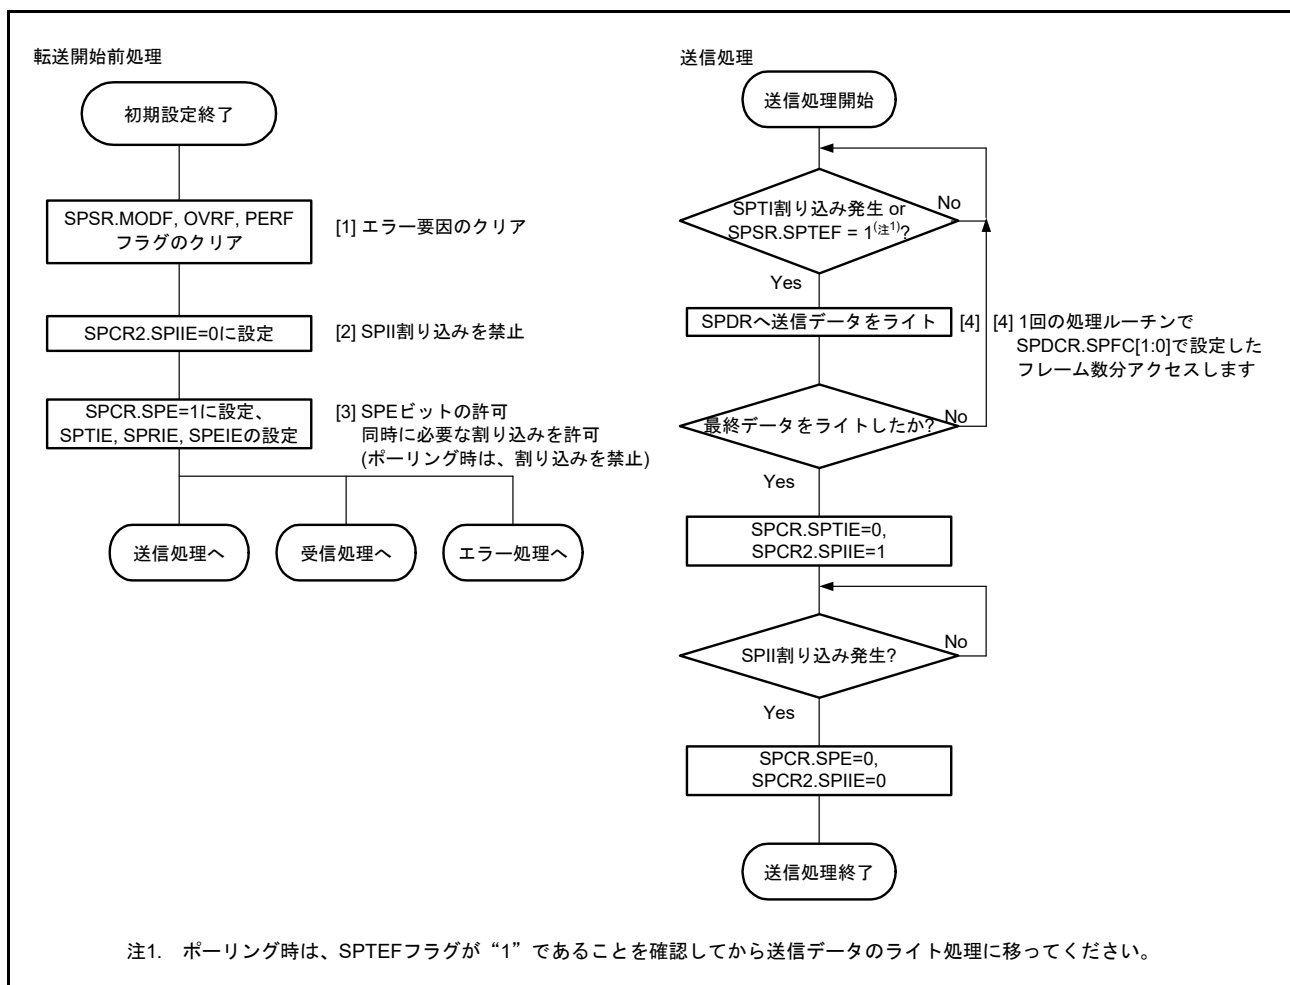 転送開始前処理
初期設定終了
SPSR.MODF, OVRF, PERF
フラグのクリア
[1] エラー要因のクリア
SPCR2.SPIIE=0に設定
[2] SPII割り込みを禁止
SPCR.SPE=1に設定、
SPTIE, SPRIE, SPEIEの設定
[3] SPEビットの許可
同時に必要な割り込みを許可
(ポーリング時は、割り込みを禁止)
送信処理へ
受信処理へ
エラー処理へ
送信処理
送信処理開始
SPTI割り込み発生 or
SPSR.SPTEF = 1(注1)?
No
Yes
SPDRへ送信データをライト
[4]
[4] 1回の処理ルーチンで
SPDCR.SPFC[1:0]で設定した
フレーム数分アクセスします
最終データをライトしたか?
No
Yes
SPCR.SPTIE=0,
SPCR2.SPIIE=1
SPII割り込み発生?
No
Yes
SPCR.SPE=0,
SPCR2.SPIIE=0
送信処理終了
注1. ポーリング時は、SPTEFフラグが“1”であることを確認してから送信データのライト処理に移ってください。